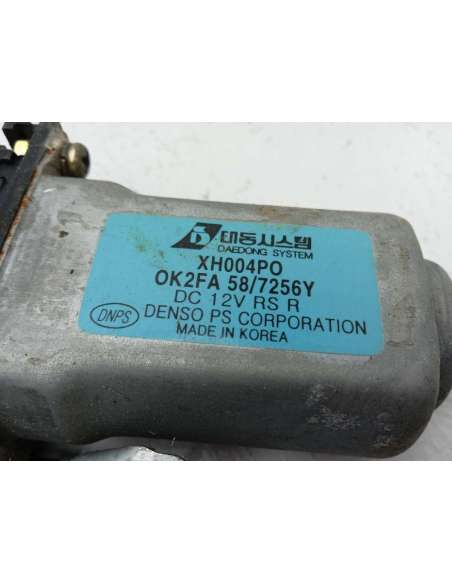 태동시스템
DAEDONG SYSTEM
XH004PO
OK2FA 58/7256Y
DC 12V RS R
DNPS DENSO PS CORPORATION
MADE IN KOREA